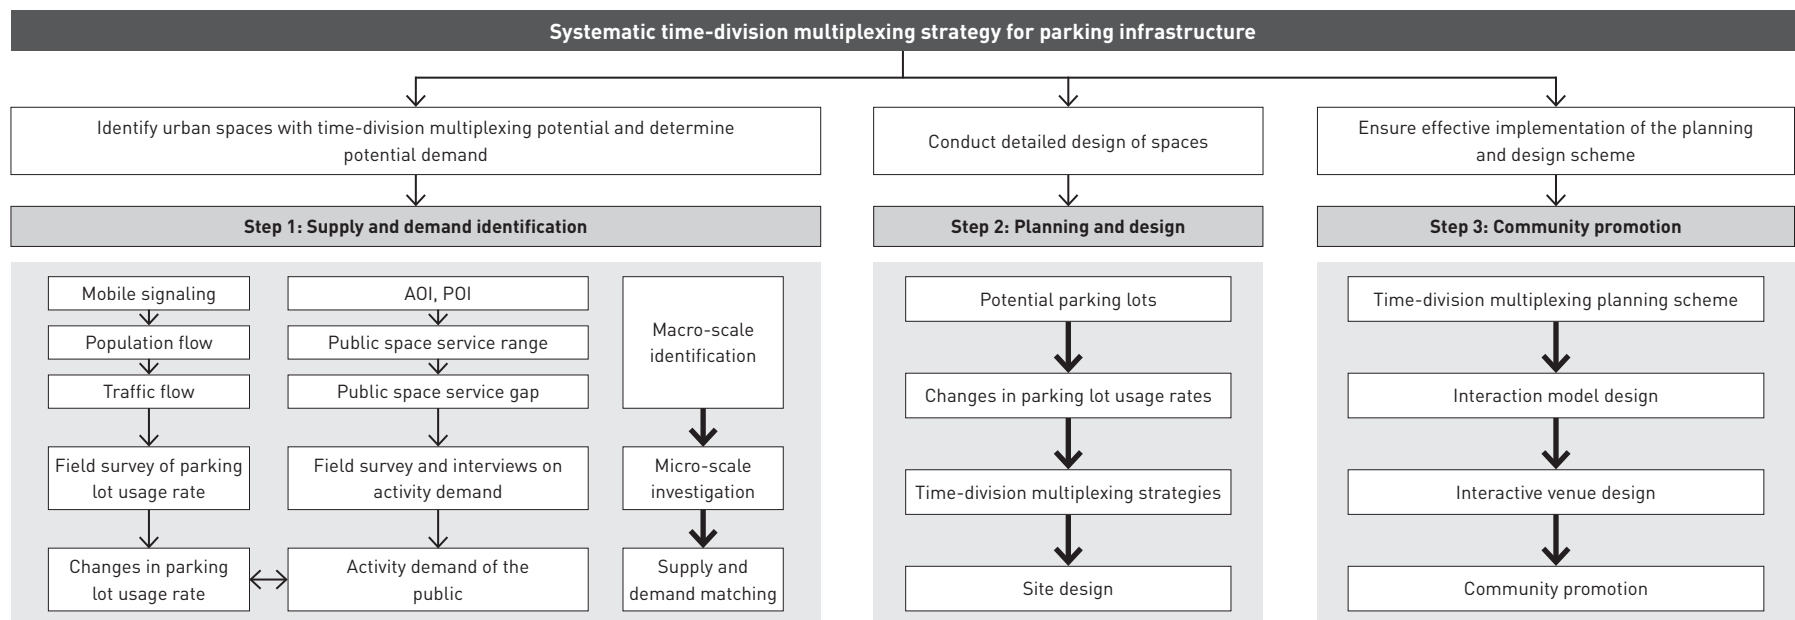 Systematic time-division multiplexing strategy for parking infrastructure
Identify urban spaces with time-division multiplexing potential and determine
potential demand
Conduct detailed design of spaces
Ensure effective implementation of the planning
and design scheme
Step 1: Supply and demand identification
Step 2: Planning and design
Step 3: Community promotion
Mobile signaling
Population flow
Traffic flow
Field survey of parking
lot usage rate
Changes in parking
lot usage rate
AOI, POI
Public space service range
Public space service gap
Field survey and interviews on
activity demand
Activity demand of the
public
Macro-scale
identification
Micro-scale
investigation
Supply and
demand matching
Potential parking lots
Changes in parking lot usage rates
Time-division multiplexing strategies
Site design
Time-division multiplexing planning scheme
Interaction model design
Interactive venue design
Community promotion